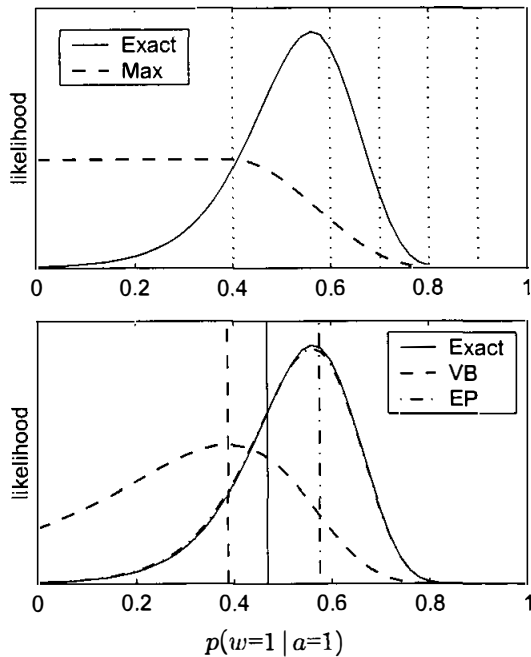 Exact
Max
likelihood
0 0.2 0.4 0.6 0.8 1
Exact
VB
EP
likelihood
0 0.2 0.4 0.6 0.8 1
p(w=1 | a=1)